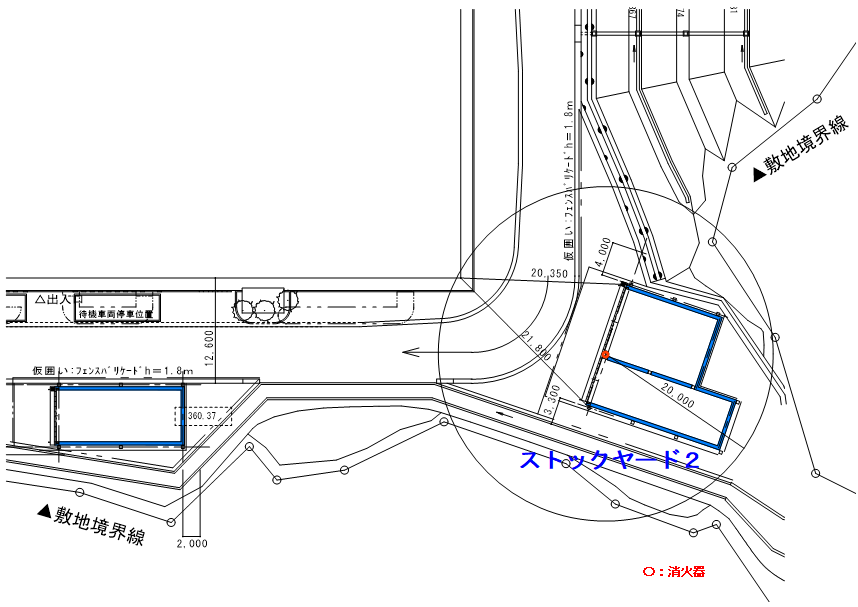 74
▲敷地境界線
仮囲い:フェンスバリケード h=1.8m
4,000
20,350
△出入
待機車両停車位置
12,600
21,800
仮囲い:フェンスバリケード h=1.8m
360.37
3,300
20,000
ストックヤード2
▲敷地境界線
2,000
○:消火器